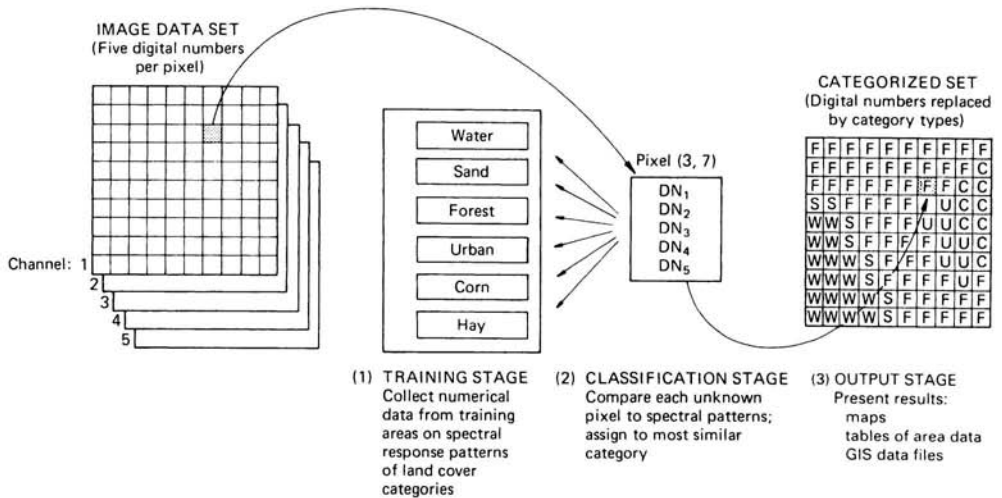 IMAGE DATA SET
(Five digital numbers
per pixel)
Channel: 1
2
3
4
5
Water
Sand
Forest
Urban
Corn
Hay
Pixel (3, 7)
DN₁
DN₂
DN₃
DN₄
DN₅
CATEGORIZED SET
(Digital numbers replaced
by category types)
F F F F F F F F F F
F F F F F F F F F C
F F F F F F F F C C
S S F F F F U C C
W W S F F F U U C C
W W S F F F F U U C
W W W S F F F U U C
W W W S F F F F U F
W W W W S F F F F F
W W W W S F F F F F
(1) TRAINING STAGE
Collect numerical
data from training
areas on spectral
response patterns
of land cover
categories
(2) CLASSIFICATION STAGE
Compare each unknown
pixel to spectral patterns;
assign to most similar
category
(3) OUTPUT STAGE
Present results:
maps
tables of area data
GIS data files